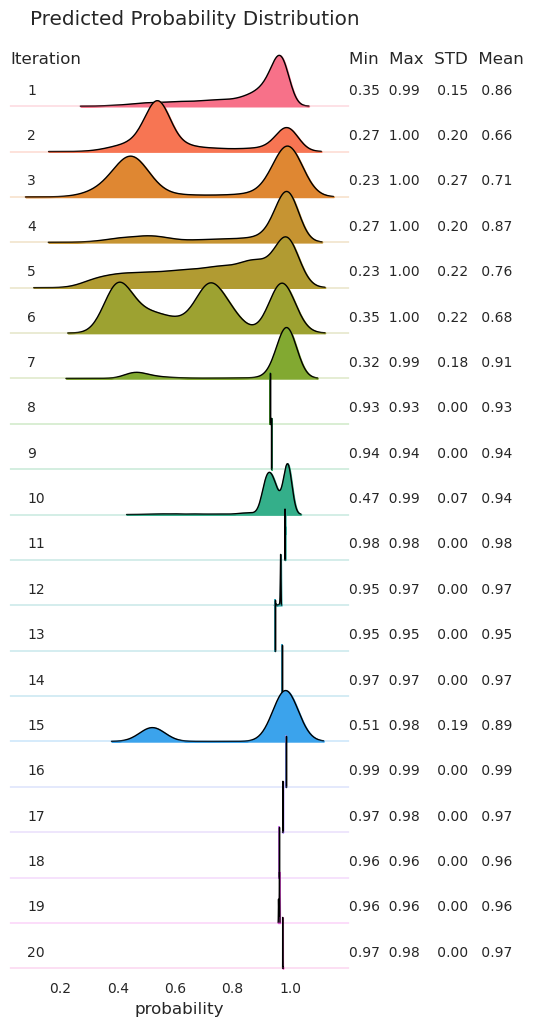 Predicted Probability Distribution
Iteration Min Max STD Mean
1 0.35 0.99 0.15 0.86
2 0.27 1.00 0.20 0.66
3 0.23 1.00 0.27 0.71
4 0.27 1.00 0.20 0.87
5 0.23 1.00 0.22 0.76
6 0.35 1.00 0.22 0.68
7 0.32 0.99 0.18 0.91
8 0.93 0.93 0.00 0.93
9 0.94 0.94 0.00 0.94
10 0.47 0.99 0.07 0.94
11 0.98 0.98 0.00 0.98
12 0.95 0.97 0.00 0.97
13 0.95 0.95 0.00 0.95
14 0.97 0.97 0.00 0.97
15 0.51 0.98 0.19 0.89
16 0.99 0.99 0.00 0.99
17 0.97 0.98 0.00 0.97
18 0.96 0.96 0.00 0.96
19 0.96 0.96 0.00 0.96
20 0.97 0.98 0.00 0.97
0.2 0.4 0.6 0.8 1.0
probability